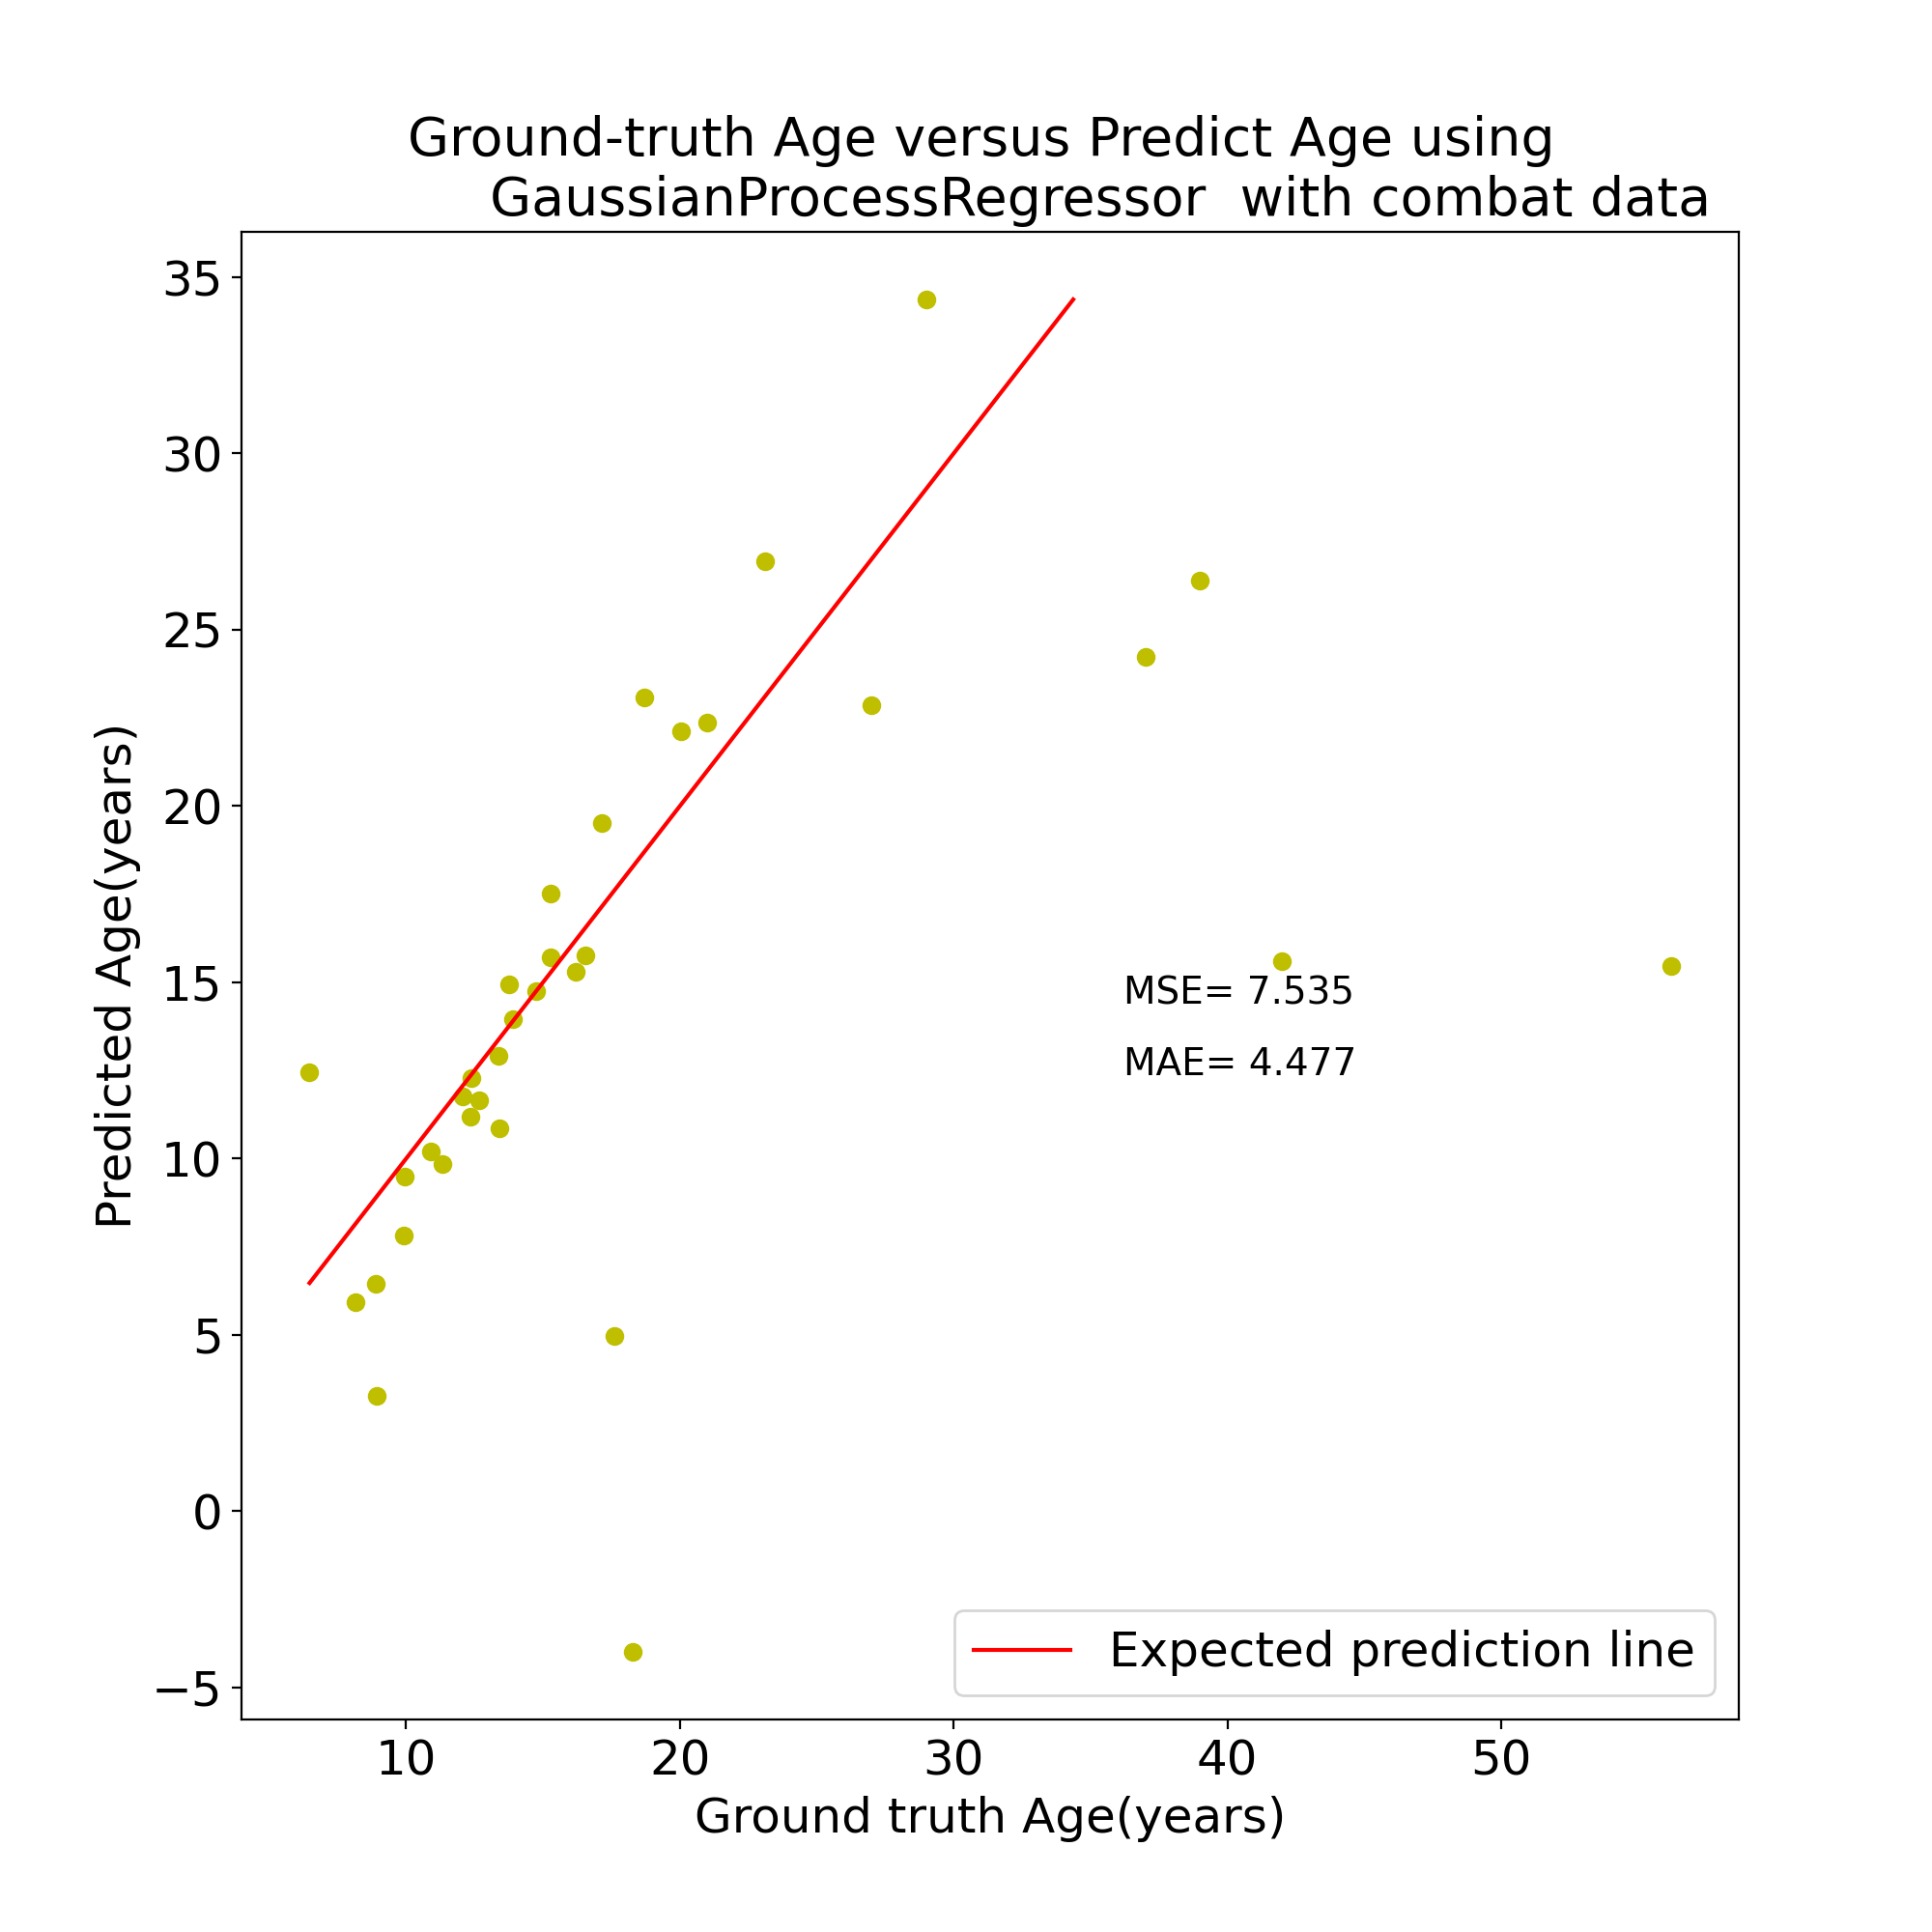 Ground-truth Age versus Predict Age using
GaussianProcessRegressor  with combat data
35
30
25
20
15
10
5
0
−5
Predicted Age(years)
MSE= 7.535
MAE= 4.477
Expected prediction line
10 20 30 40 50
Ground truth Age(years)